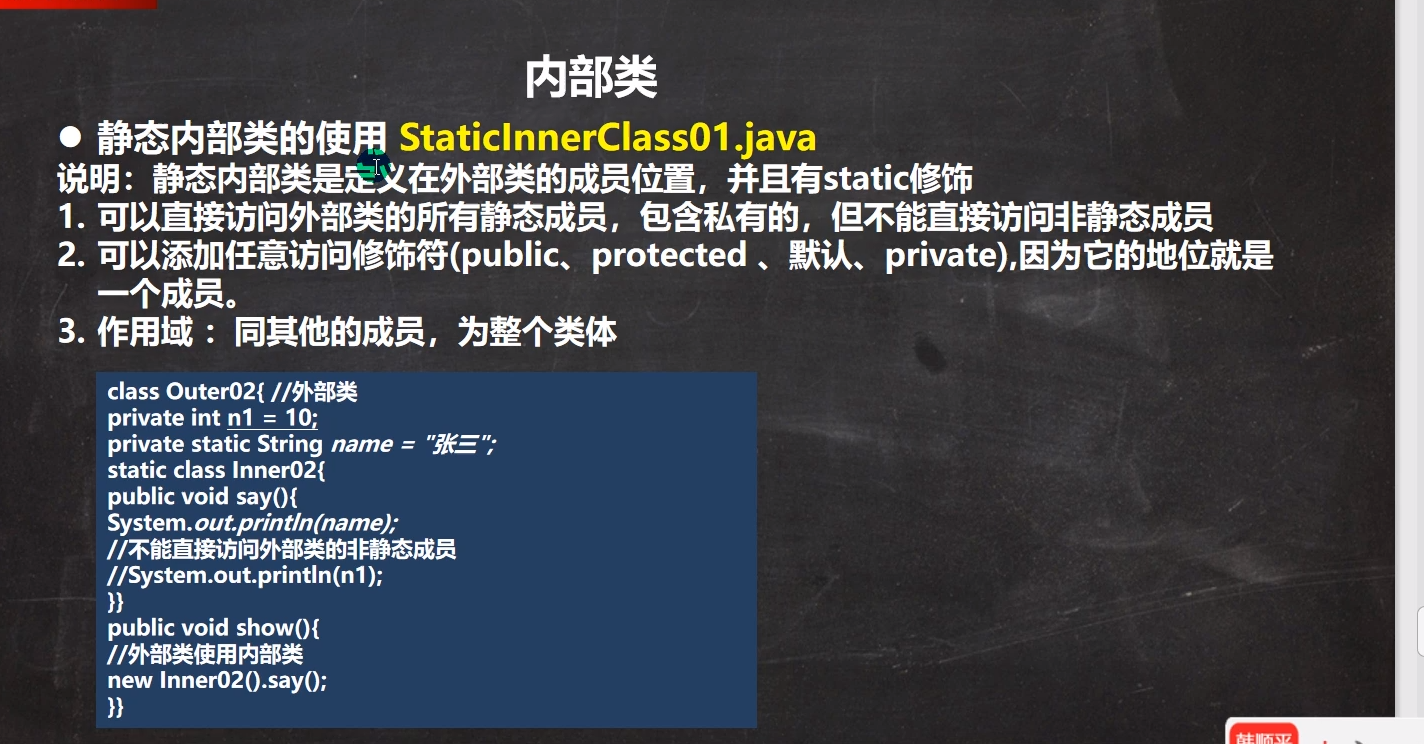 内部类
● 静态内部类的使用 StaticInnerClass01.java
说明：静态内部类是定义在外部类的成员位置，并且有static修饰
1. 可以直接访问外部类的所有静态成员，包含私有的，但不能直接访问非静态成员
2. 可以添加任意访问修饰符(public、protected 、默认、private),因为它的地位就是
一个成员。
3. 作用域 ：同其他的成员，为整个类体
class Outer02{ //外部类
private int n1 = 10;
private static String name = "张三";
static class Inner02{
public void say(){
System.out.println(name);
//不能直接访问外部类的非静态成员
//System.out.println(n1);
}}
public void show(){
//外部类使用内部类
new Inner02().say();
}}
韩顺平